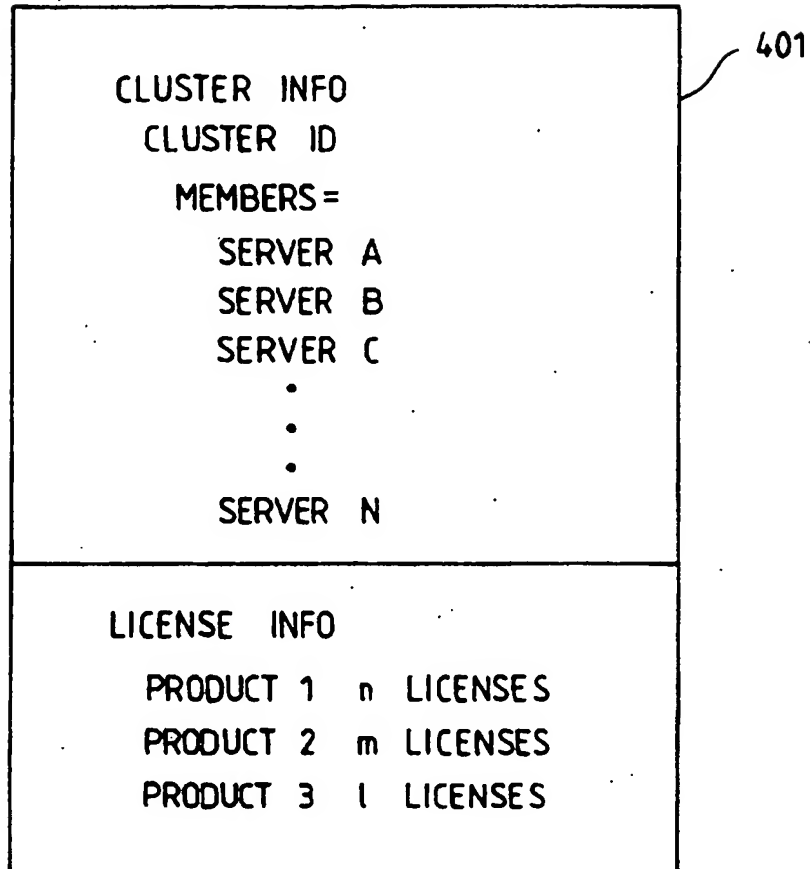 401
CLUSTER INFO
CLUSTER ID
MEMBERS=
SERVER A
SERVER B
SERVER C
SERVER N
LICENSE INFO
PRODUCT 1 n LICENSES
PRODUCT 2 m LICENSES
PRODUCT 3 l LICENSES